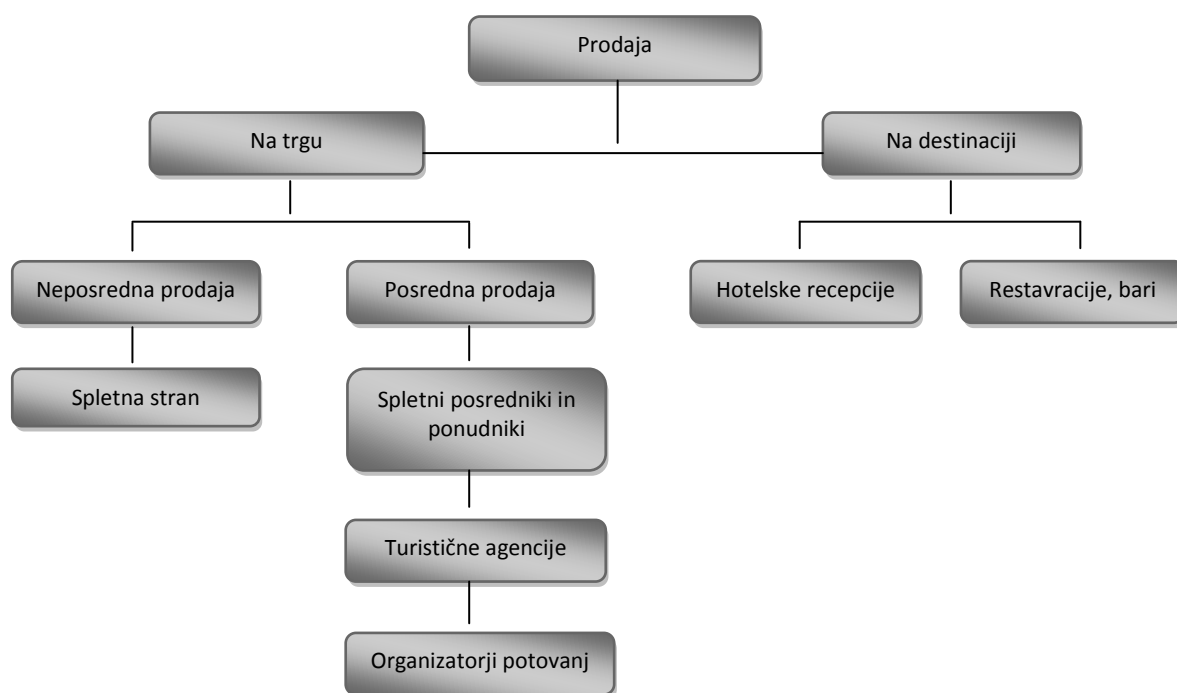 Prodaja
Na trgu
Na destinaciji
Neposredna prodaja
Posredna prodaja
Hotelske recepcije
Restavracije, bari
Spletna stran
Spletni posredniki in
ponudniki
Turistične agencije
Organizatorji potovanj